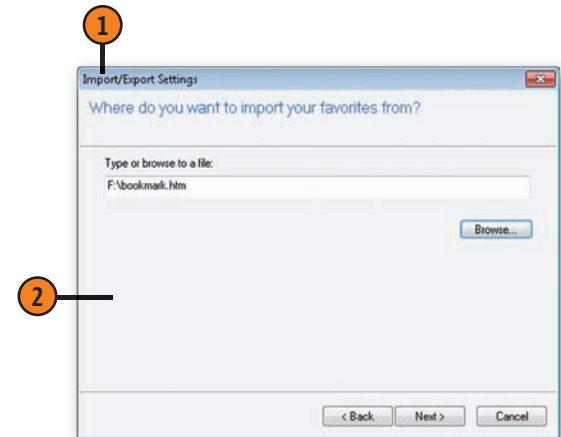 1
Import/Export Settings
Where do you want to import your favorites from?
Type or browse to a file:
F:\bookmark.htm
Browse...
2
< Back Next > Cancel